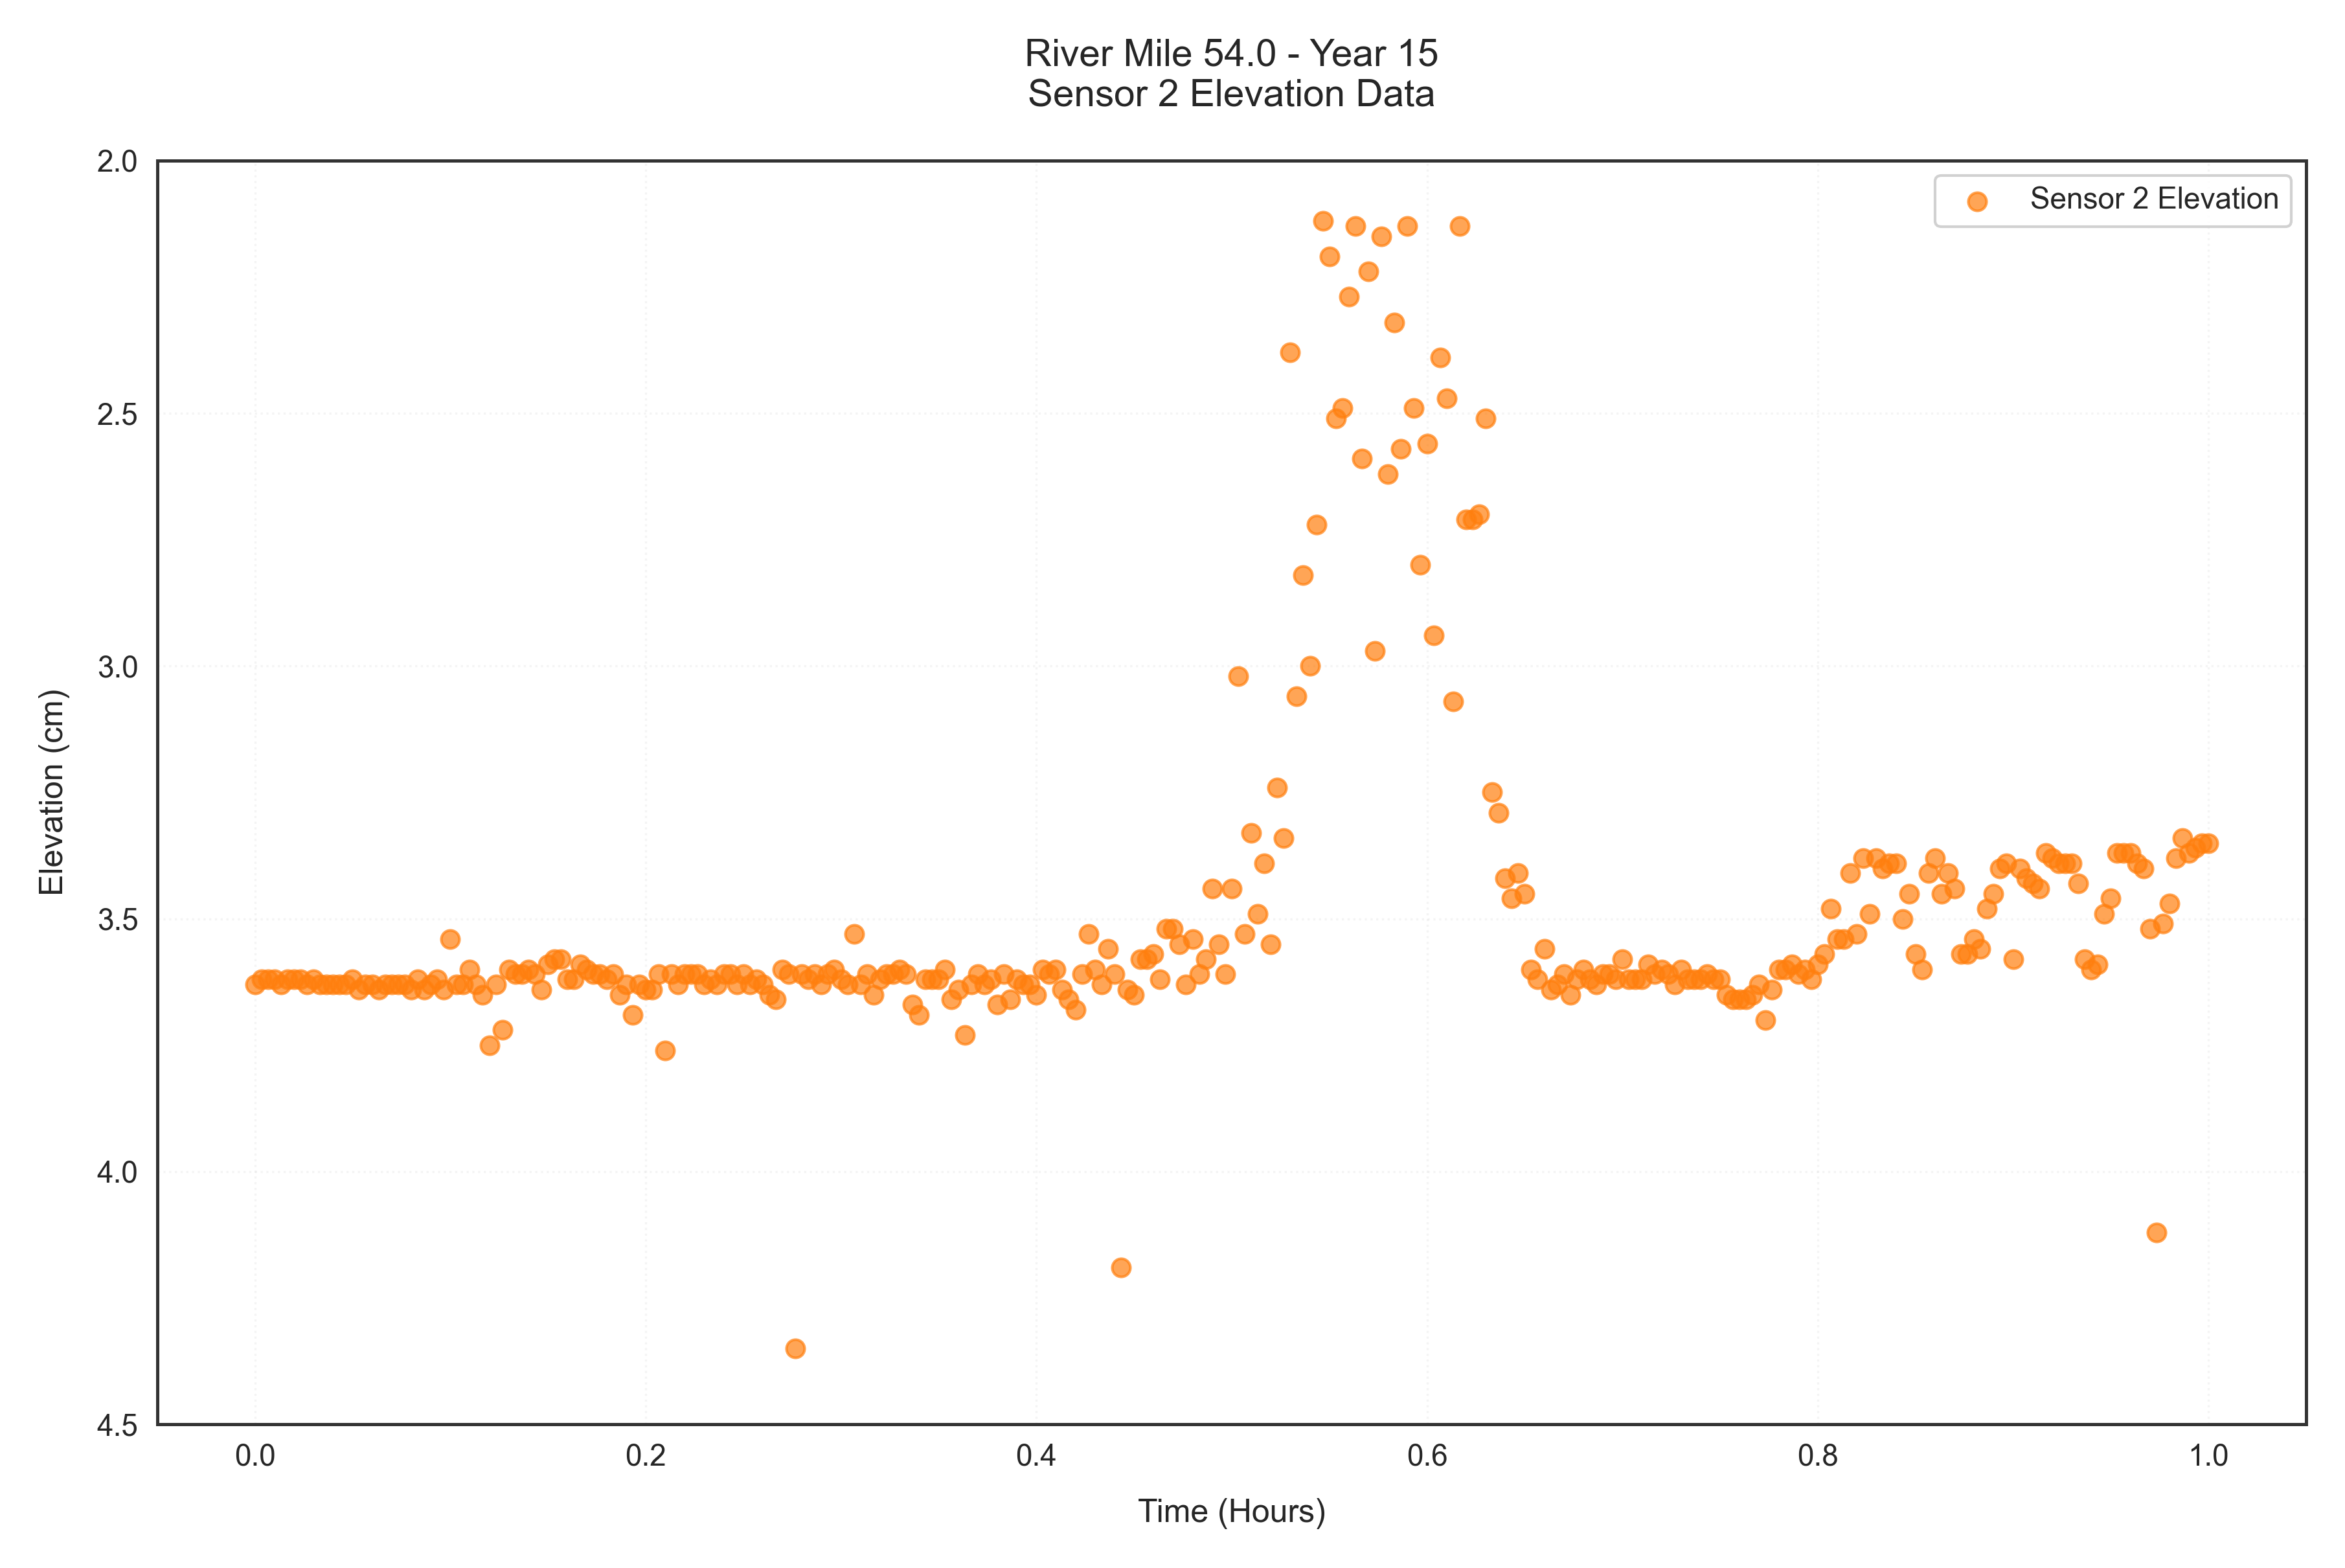 River Mile 54.0 - Year 15
Sensor 2 Elevation Data
Sensor 2 Elevation
Elevation (cm)
2.0
2.5
3.0
3.5
4.0
4.5
0.0 0.2 0.4 0.6 0.8 1.0
Time (Hours)